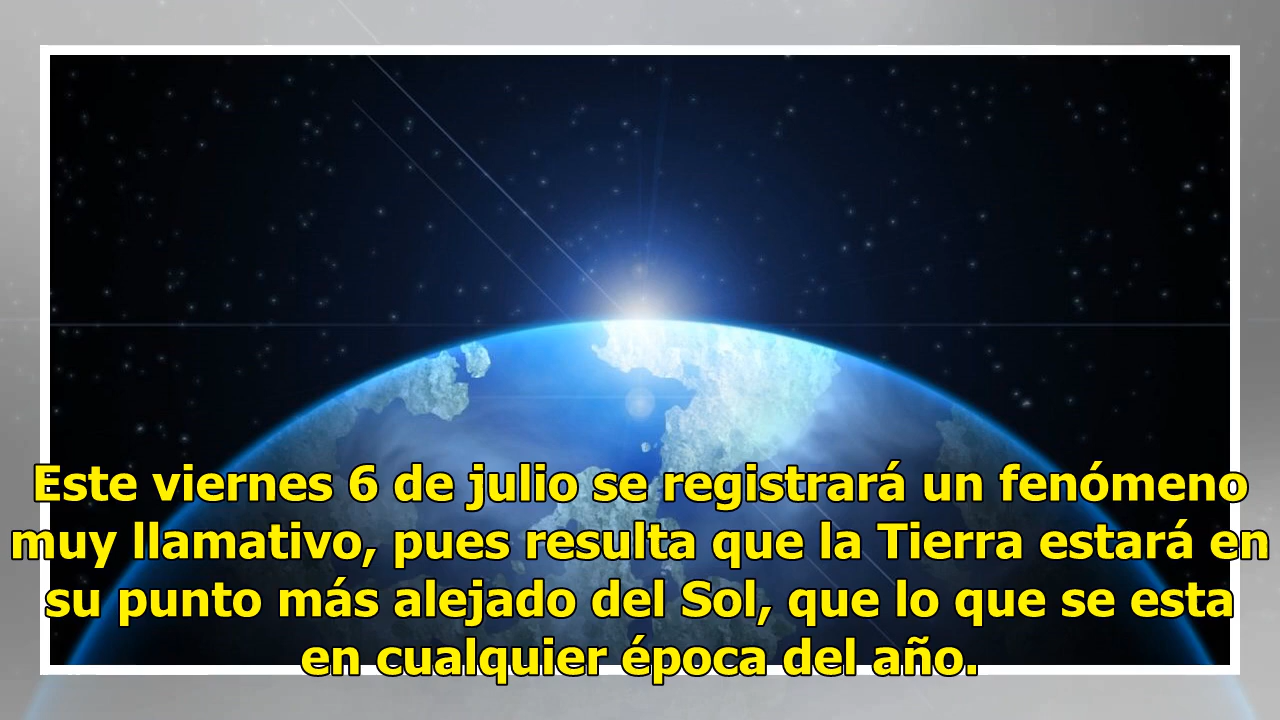 Este viernes 6 de julio se registrará un fenómeno
muy llamativo, pues resulta que la Tierra estará en
su punto más alejado del Sol, que lo que se esta
en cualquier época del año.